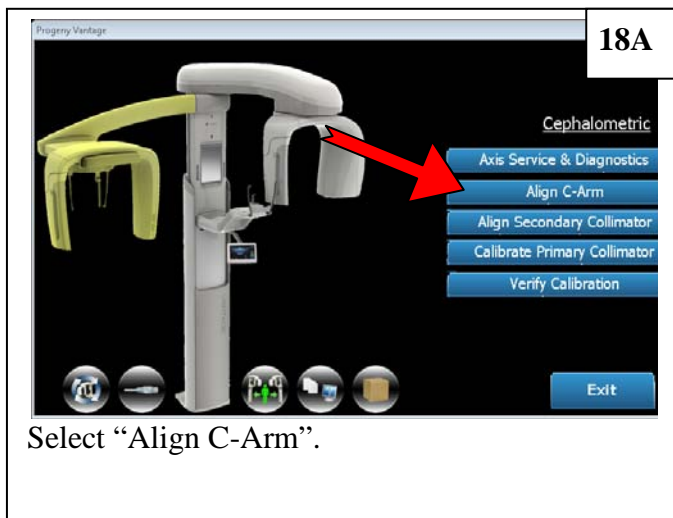 Progeny Vantage
18A
Cephalometric
Axis Service & Diagnostics
Align C-Arm
Align Secondary Collimator
Calibrate Primary Collimator
Verify Calibration
Exit
Select “Align C-Arm”.